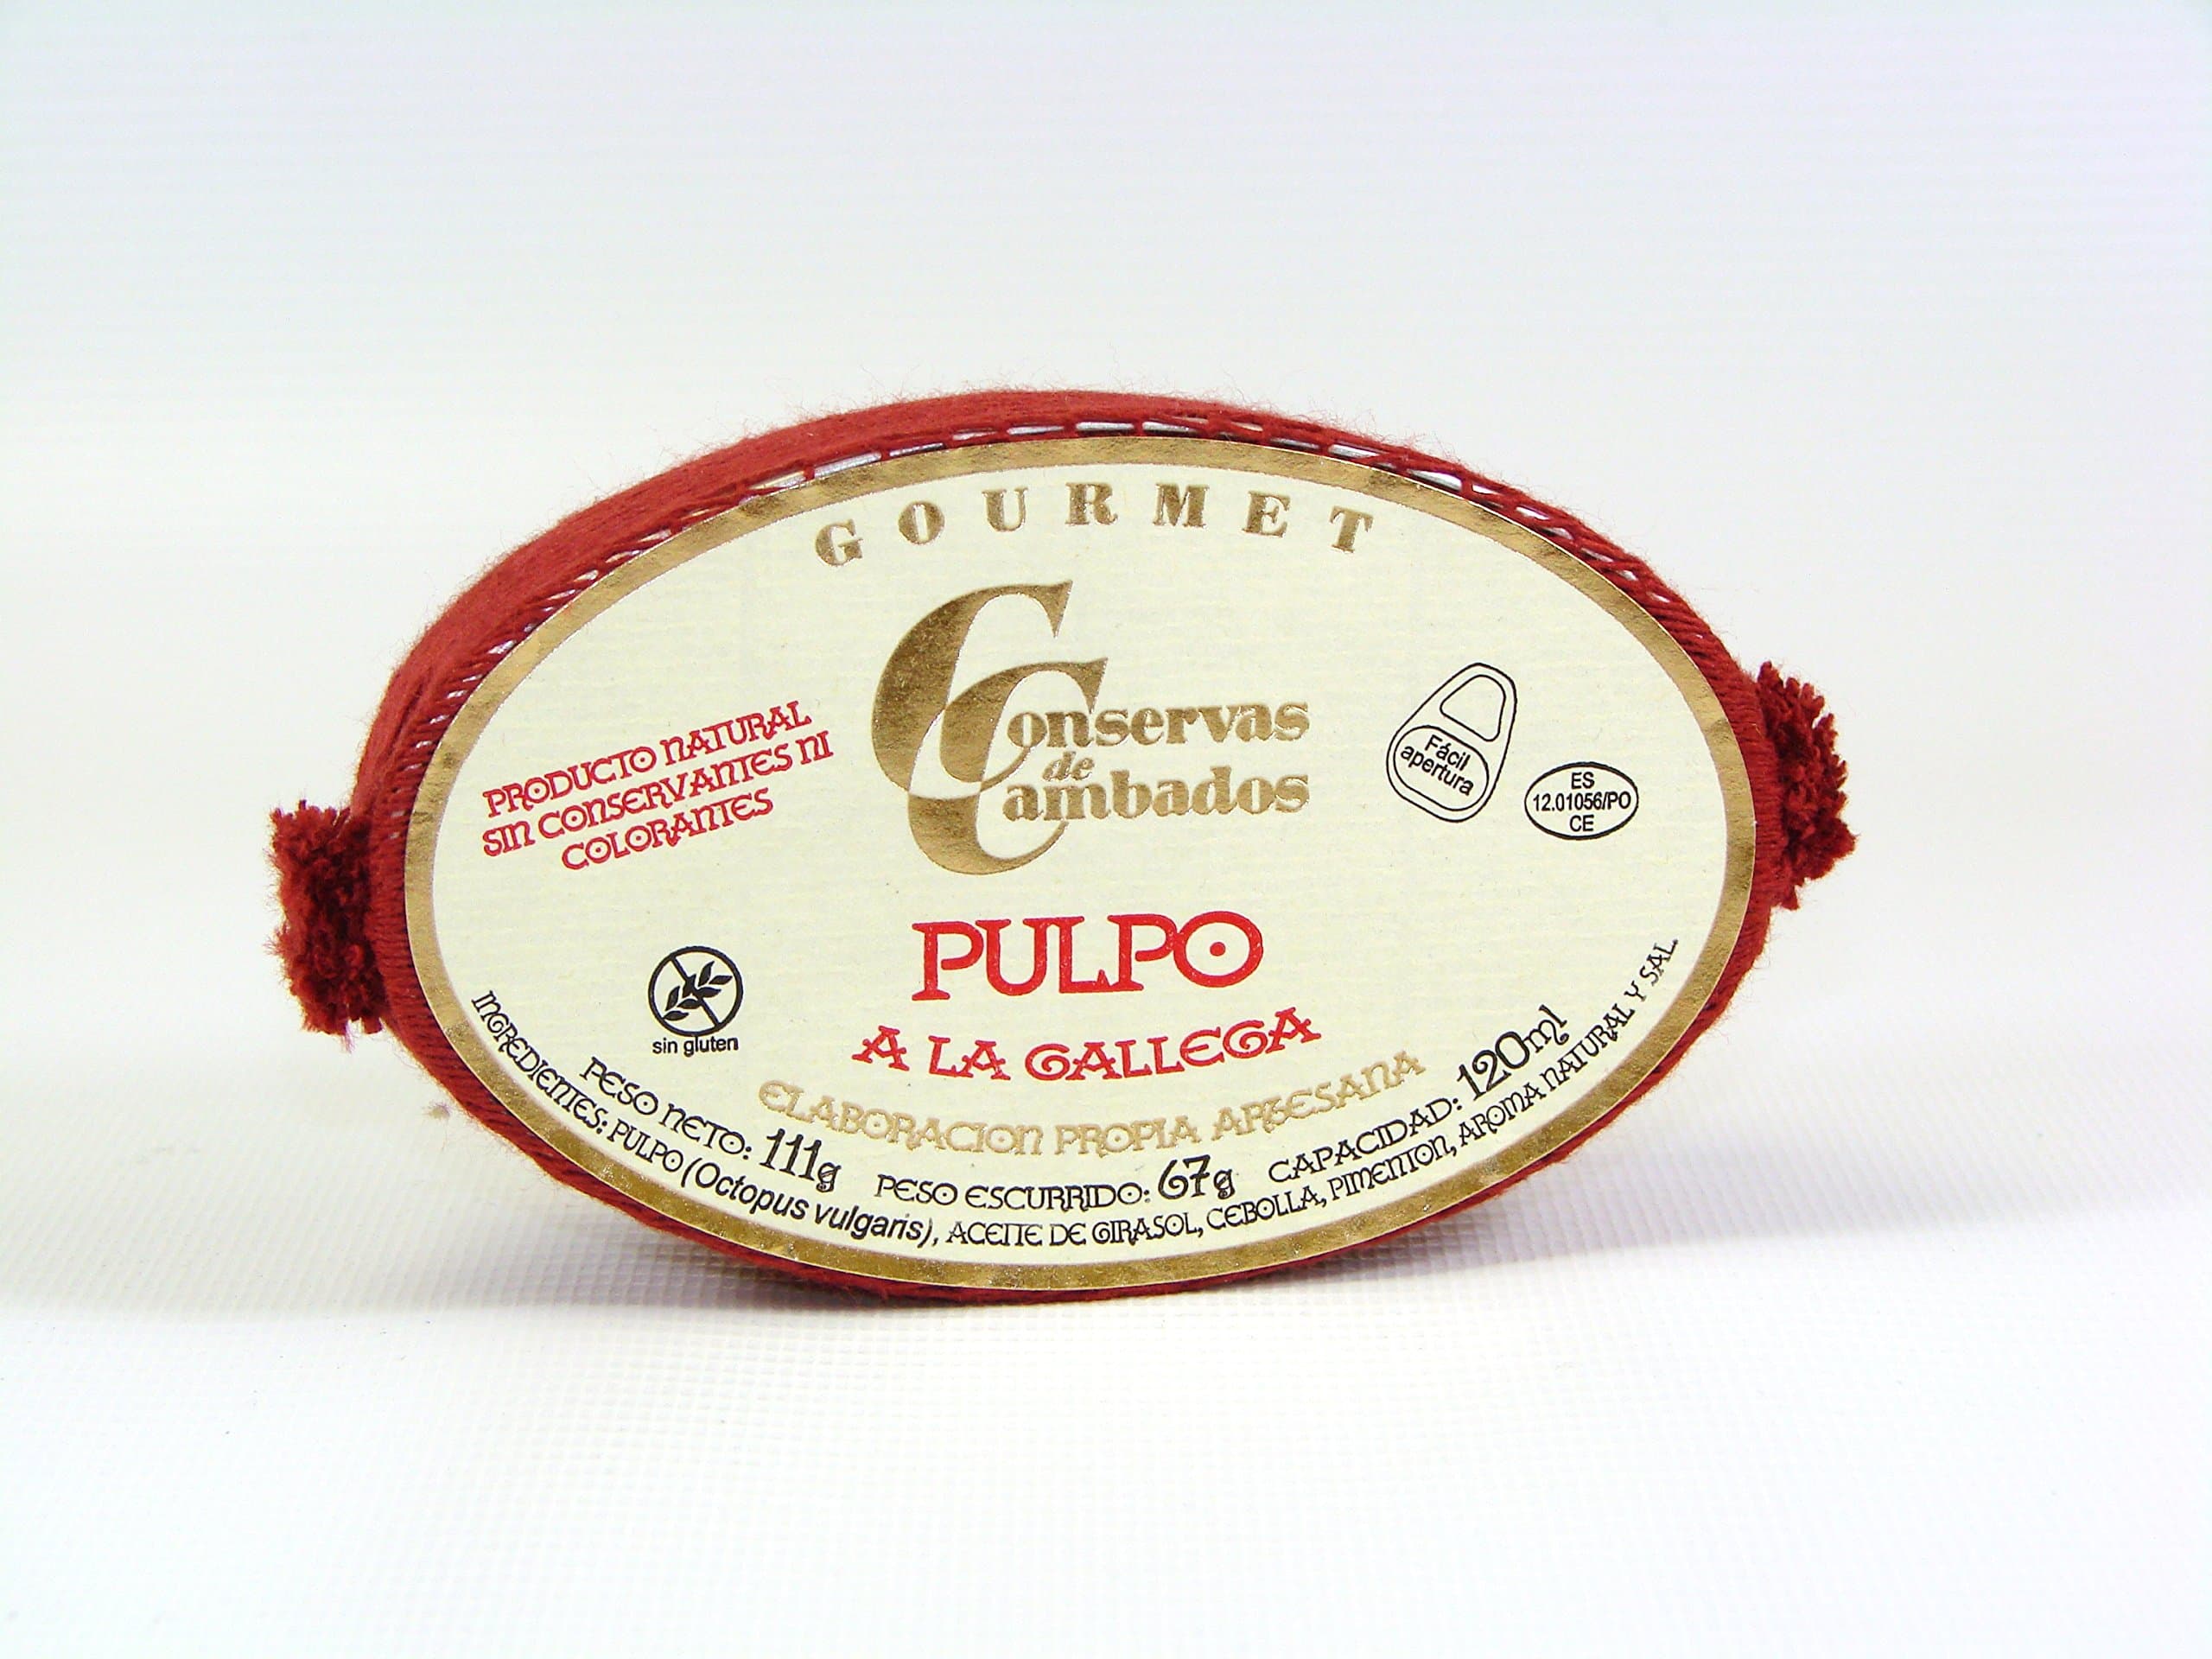 GOURMET
Conservas
de
Cambados
PRODUCTO NATURAL
SIN CONSERVANTES NI
COLORANTES
Fácil
apertura
ES
12.01056/PO
CE
PULPO
A LA GALLEGA
sin gluten
ELABORACION PROPIA ARTESANA
PESO NETO: 111g PESO ESCURRIDO: 67g CAPACIDAD: 120ml
INGREDIENTES: PULPO (Octopus vulgaris), ACEITE DE GIRASOL, CEBOLLA, PIMENTON, AROMA NATURAL Y SAL.